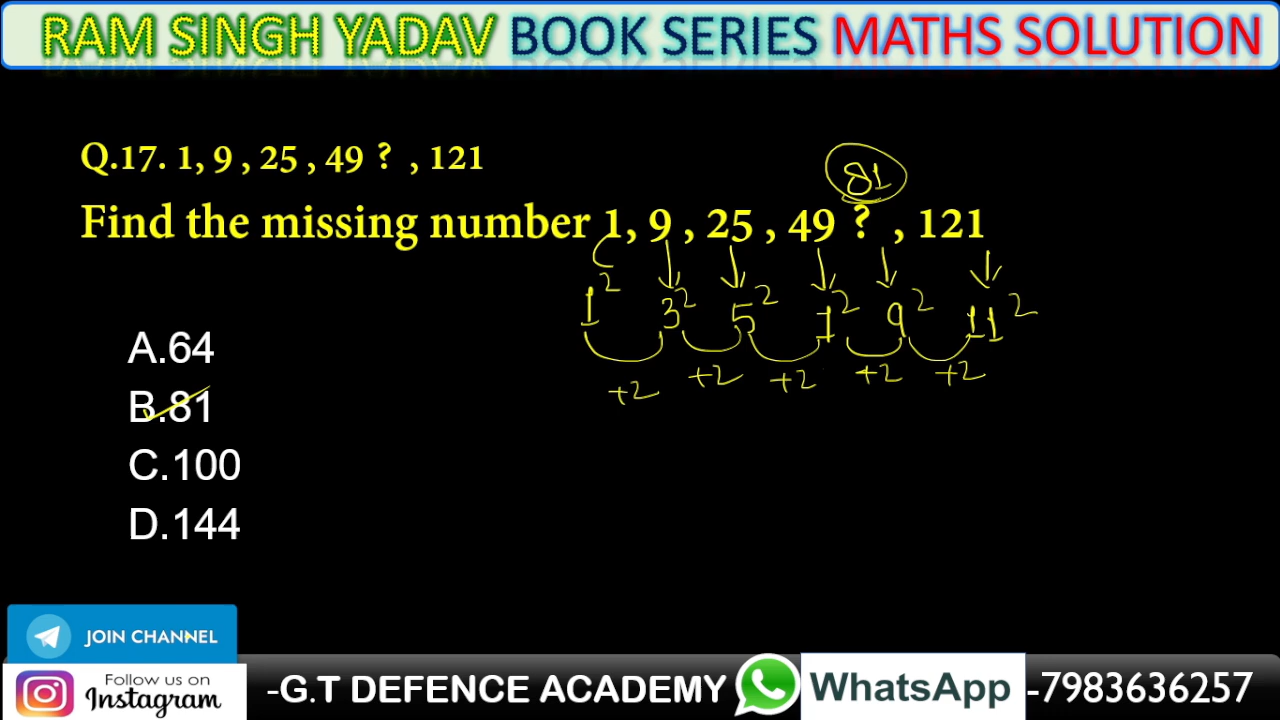 RAM SINGH YADAV BOOK SERIES MATHS SOLUTION
Q.17. 1, 9 , 25 , 49 ? , 121
81
Find the missing number 1, 9 , 25 , 49 ? , 121
1² 3² 5² 7² 9² 11²
+2 +2 +2 +2 +2
A.64
B.81
C.100
D.144
JOIN CHANNEL
Follow us on
Instagram
-G.T DEFENCE ACADEMY WhatsApp -7983636257